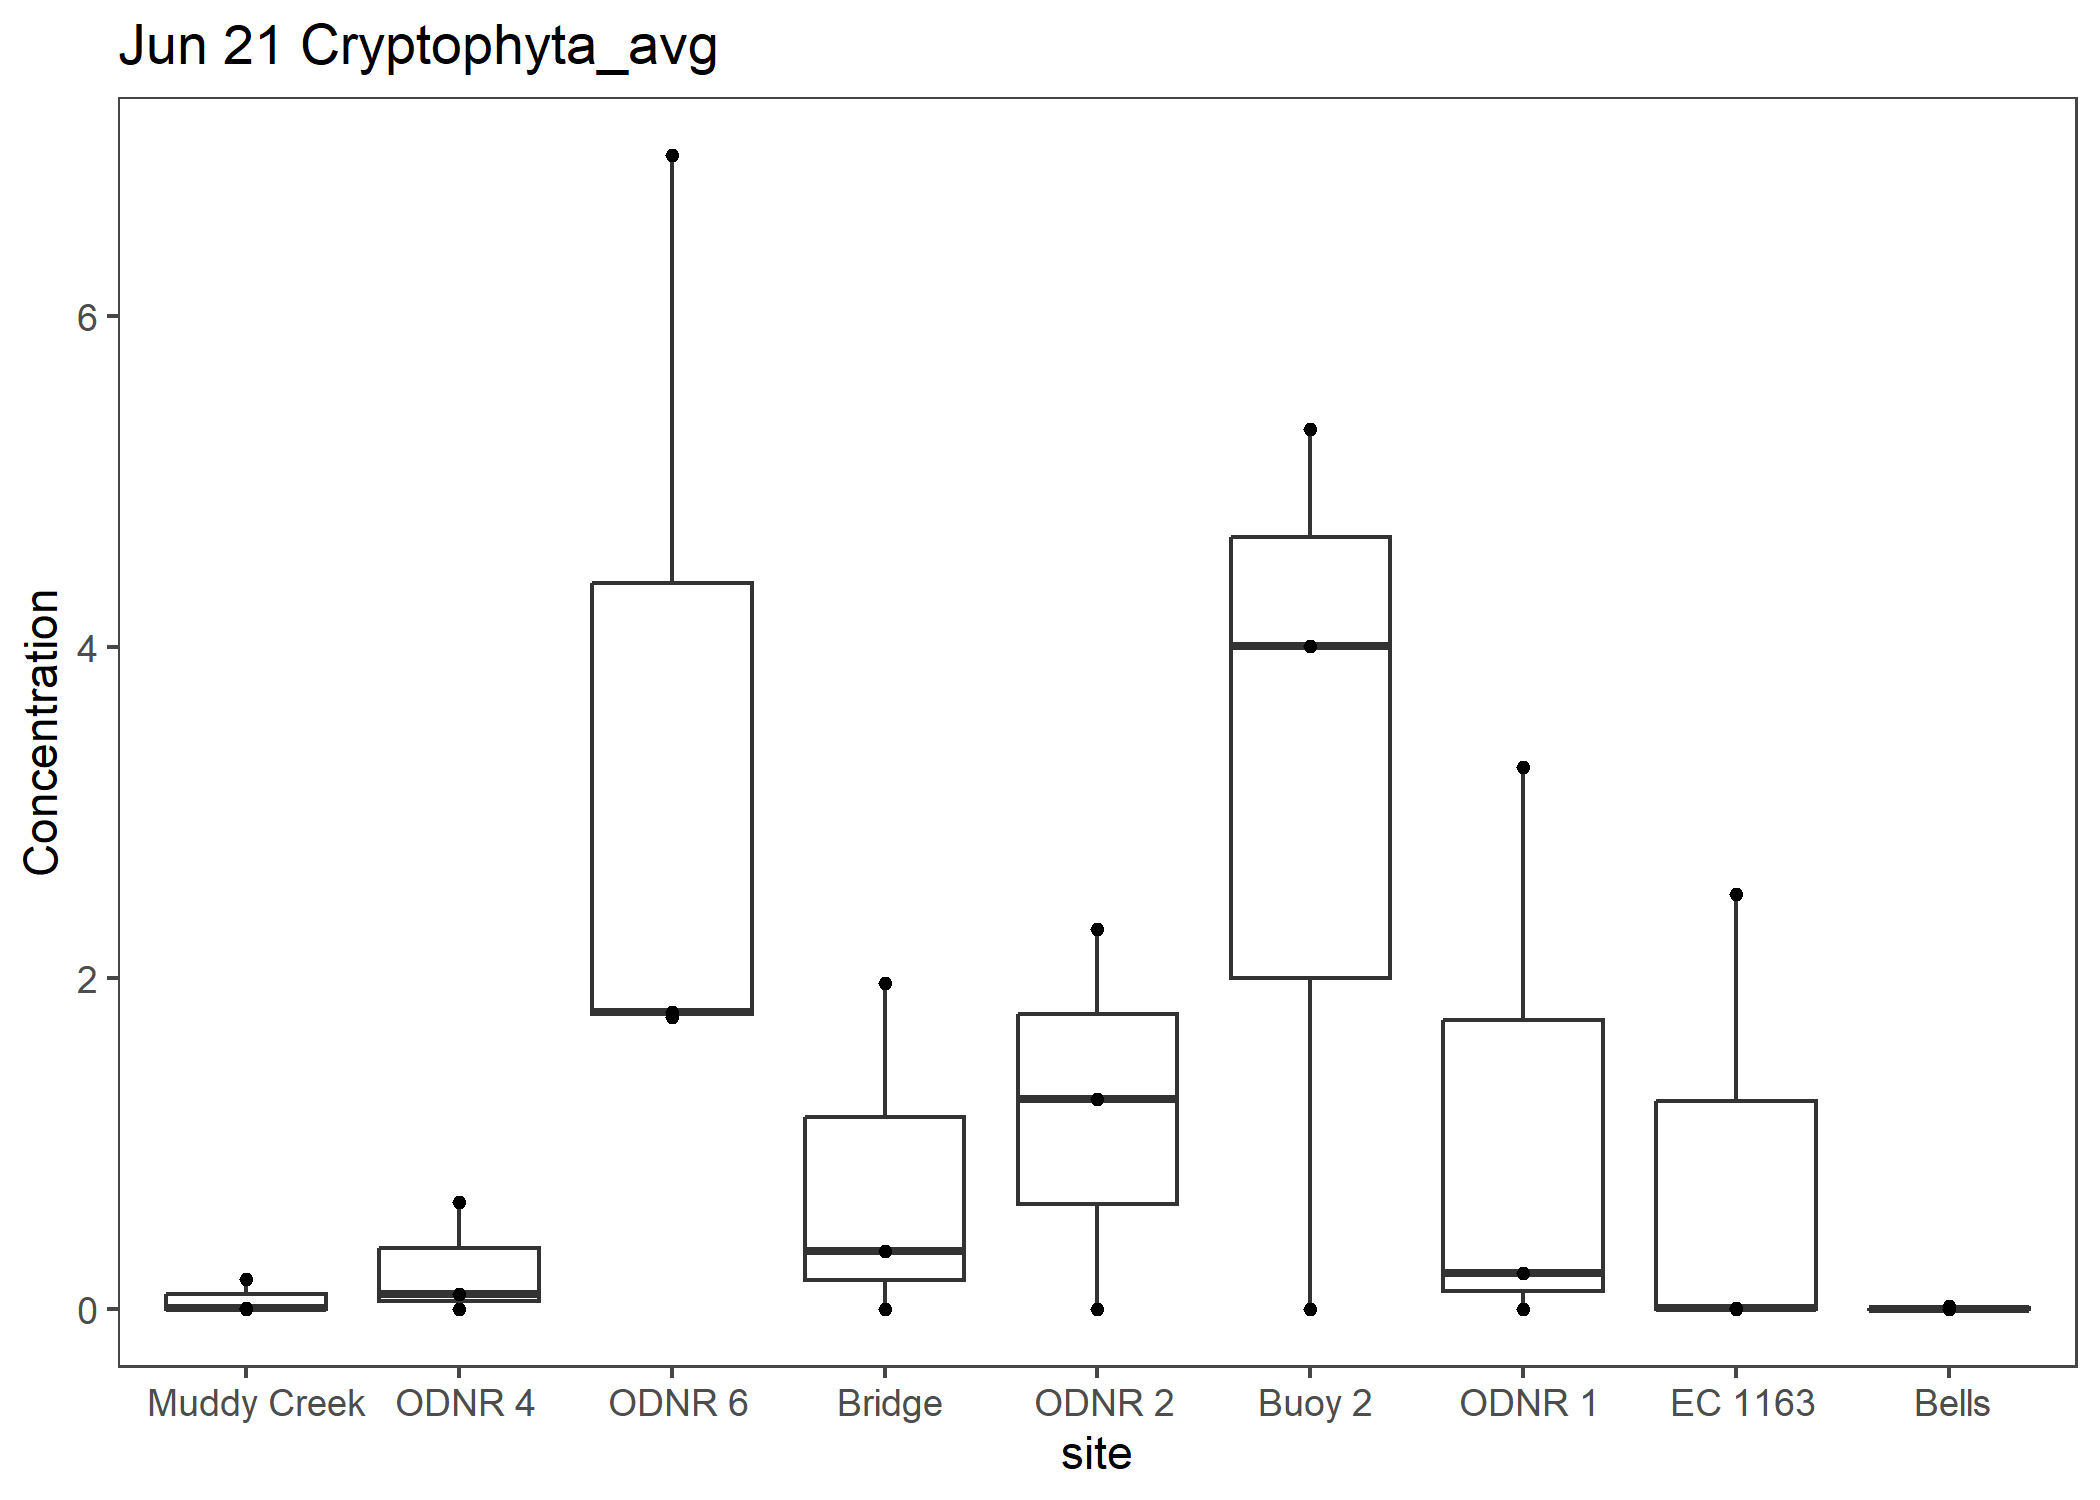 Jun 21 Cryptophyta_avg
Concentration
6
4
2
0
Muddy Creek ODNR 4 ODNR 6 Bridge ODNR 2 Buoy 2 ODNR 1 EC 1163 Bells
site